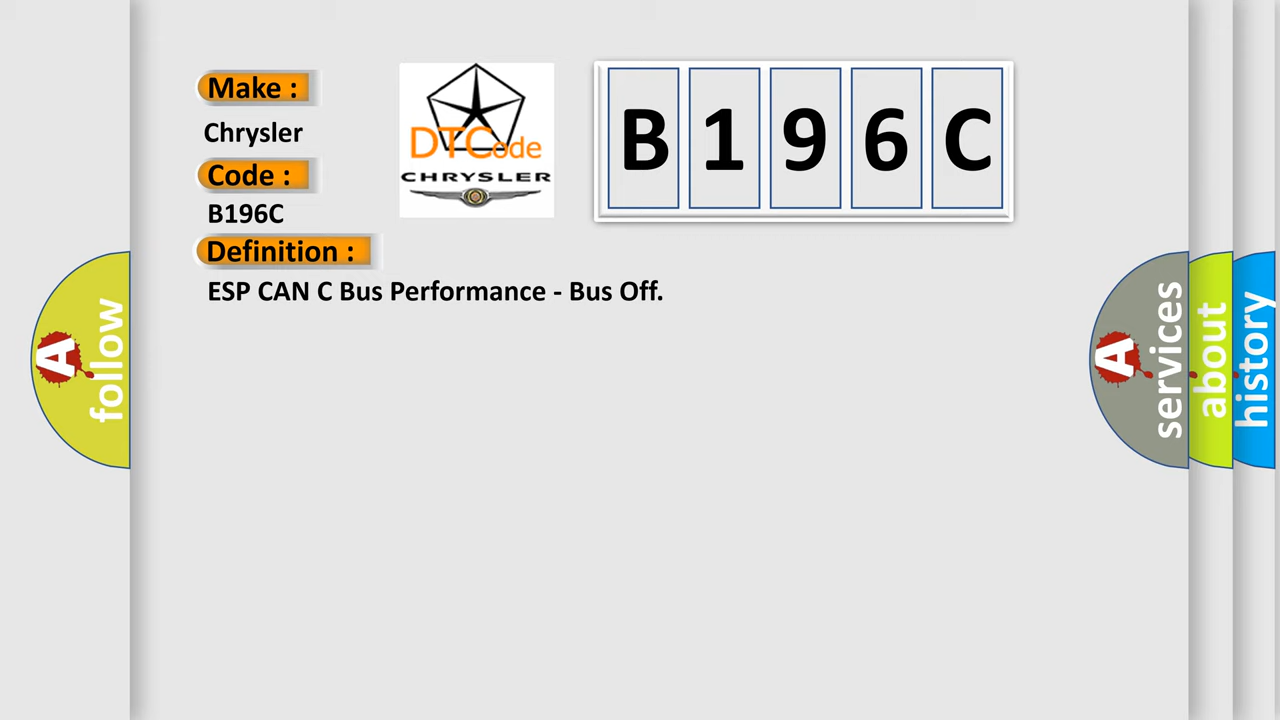 Make :
Chrysler
Code :
B196C
Definition :
ESP CAN C Bus Performance - Bus Off.
DTCode
CHRYSLER
B 1 9 6 C
A follow
A services
about
history